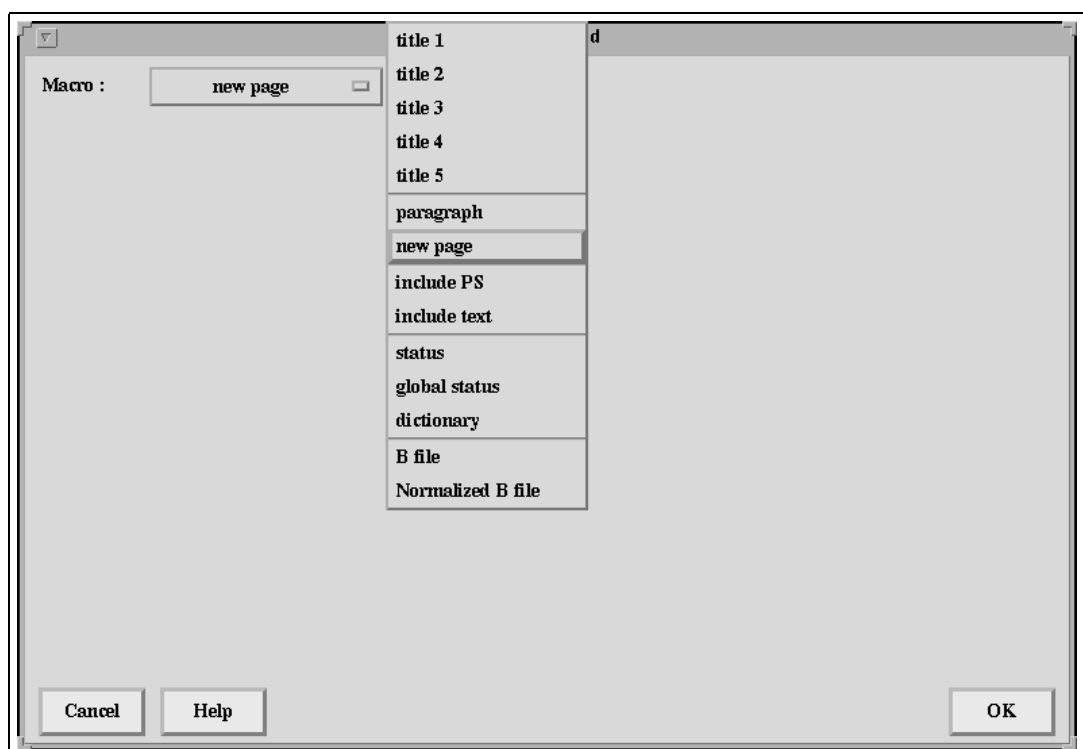 d
Macro :
new page
title 1
title 2
title 3
title 4
title 5
paragraph
new page
include PS
include text
status
global status
dictionary
B file
Normalized B file
Cancel
Help
OK